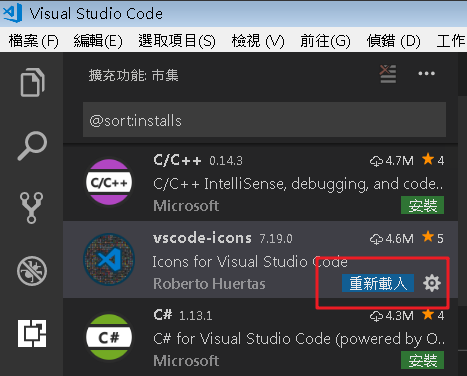 Visual Studio Code
檔案(F) 編輯(E) 選取項目(S) 檢視 (V) 前往(G) 偵錯 (D) 工作
擴充功能: 市集
@sortinstalls
C/C++ 0.14.3 4.7M 4
C/C++
C/C++ IntelliSense, debugging, and code...
Microsoft 安裝
vscode-icons 7.19.0 4.6M 5
Icons for Visual Studio Code
Roberto Huertas 重新載入
C# 1.13.1 4.3M 4
C#
C# for Visual Studio Code (powered by O...
Microsoft 安裝